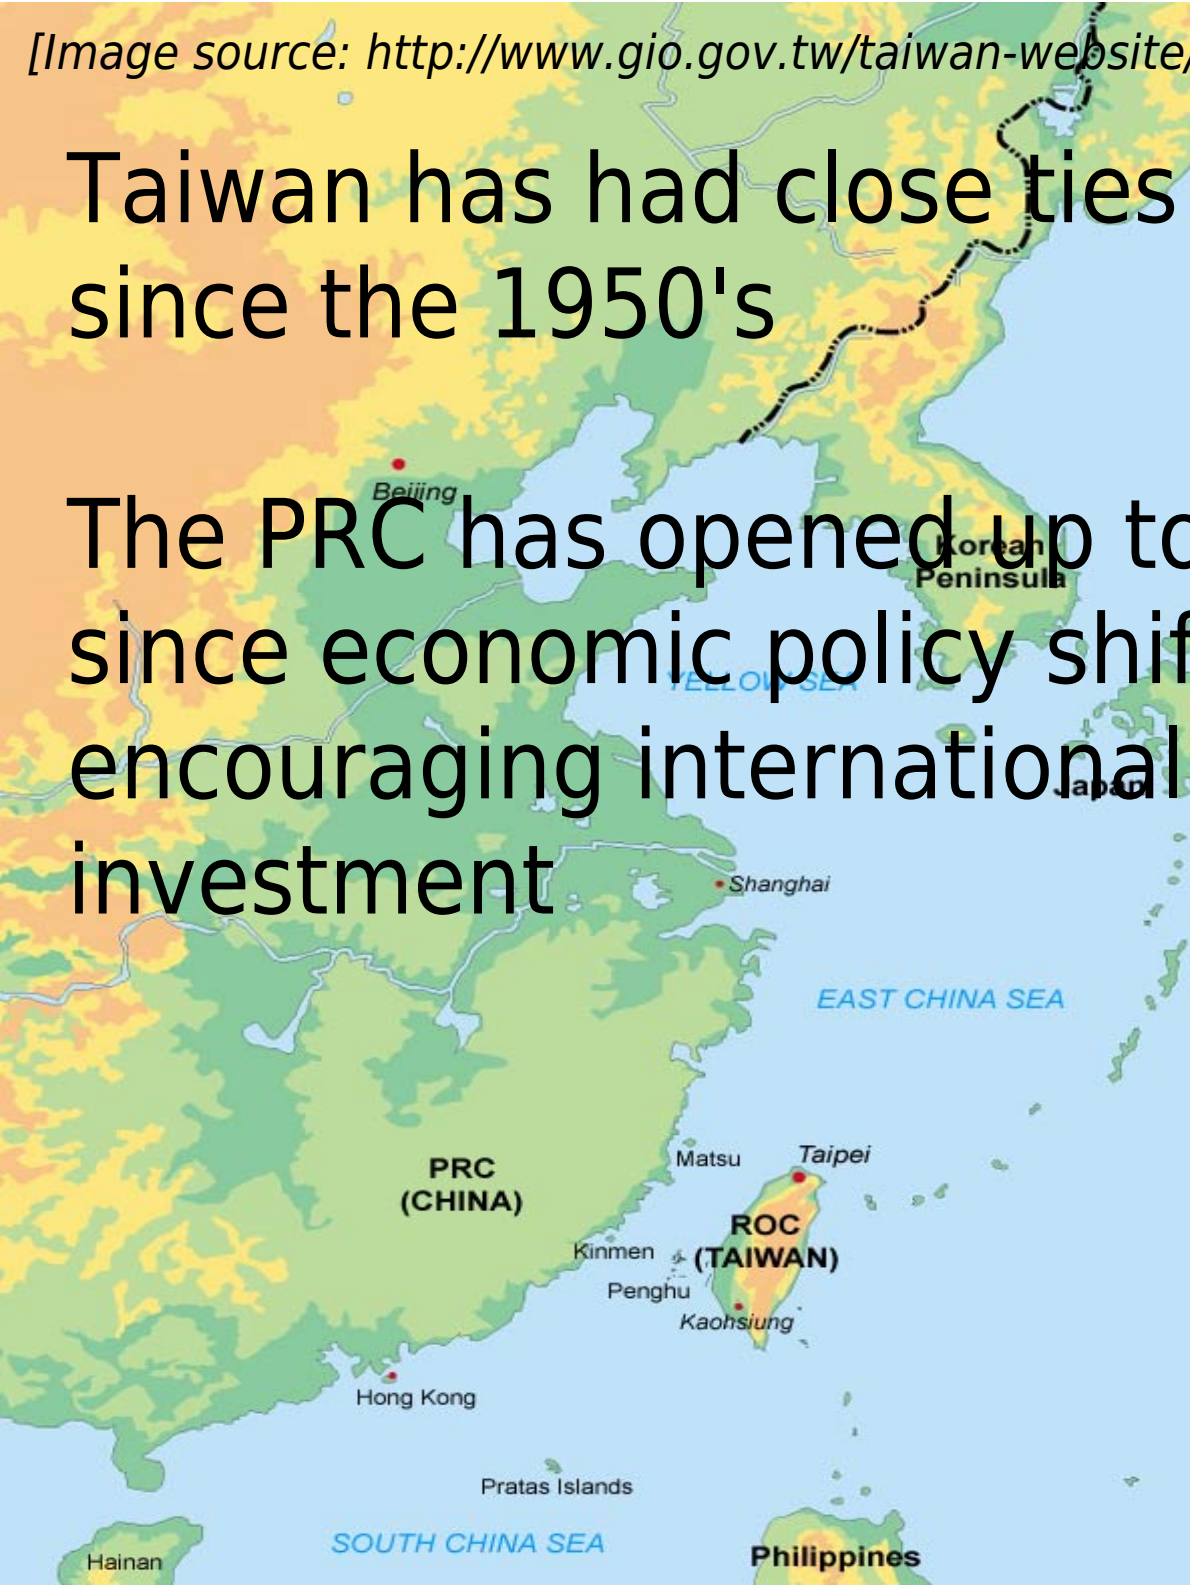 [Image source: http://www.gio.gov.tw/taiwan-website/
Taiwan has had close ties
since the 1950's
Beijing
The PRC has opened up to
Korean
Peninsula
since economic policy shif
YELLOW SEA
encouraging international
Japan
investment
Shanghai
EAST CHINA SEA
Matsu
Taipei
PRC
(CHINA)
ROC
(TAIWAN)
Kinmen
Penghu
Kaohsiung
Hong Kong
Pratas Islands
SOUTH CHINA SEA
Hainan
Philippines